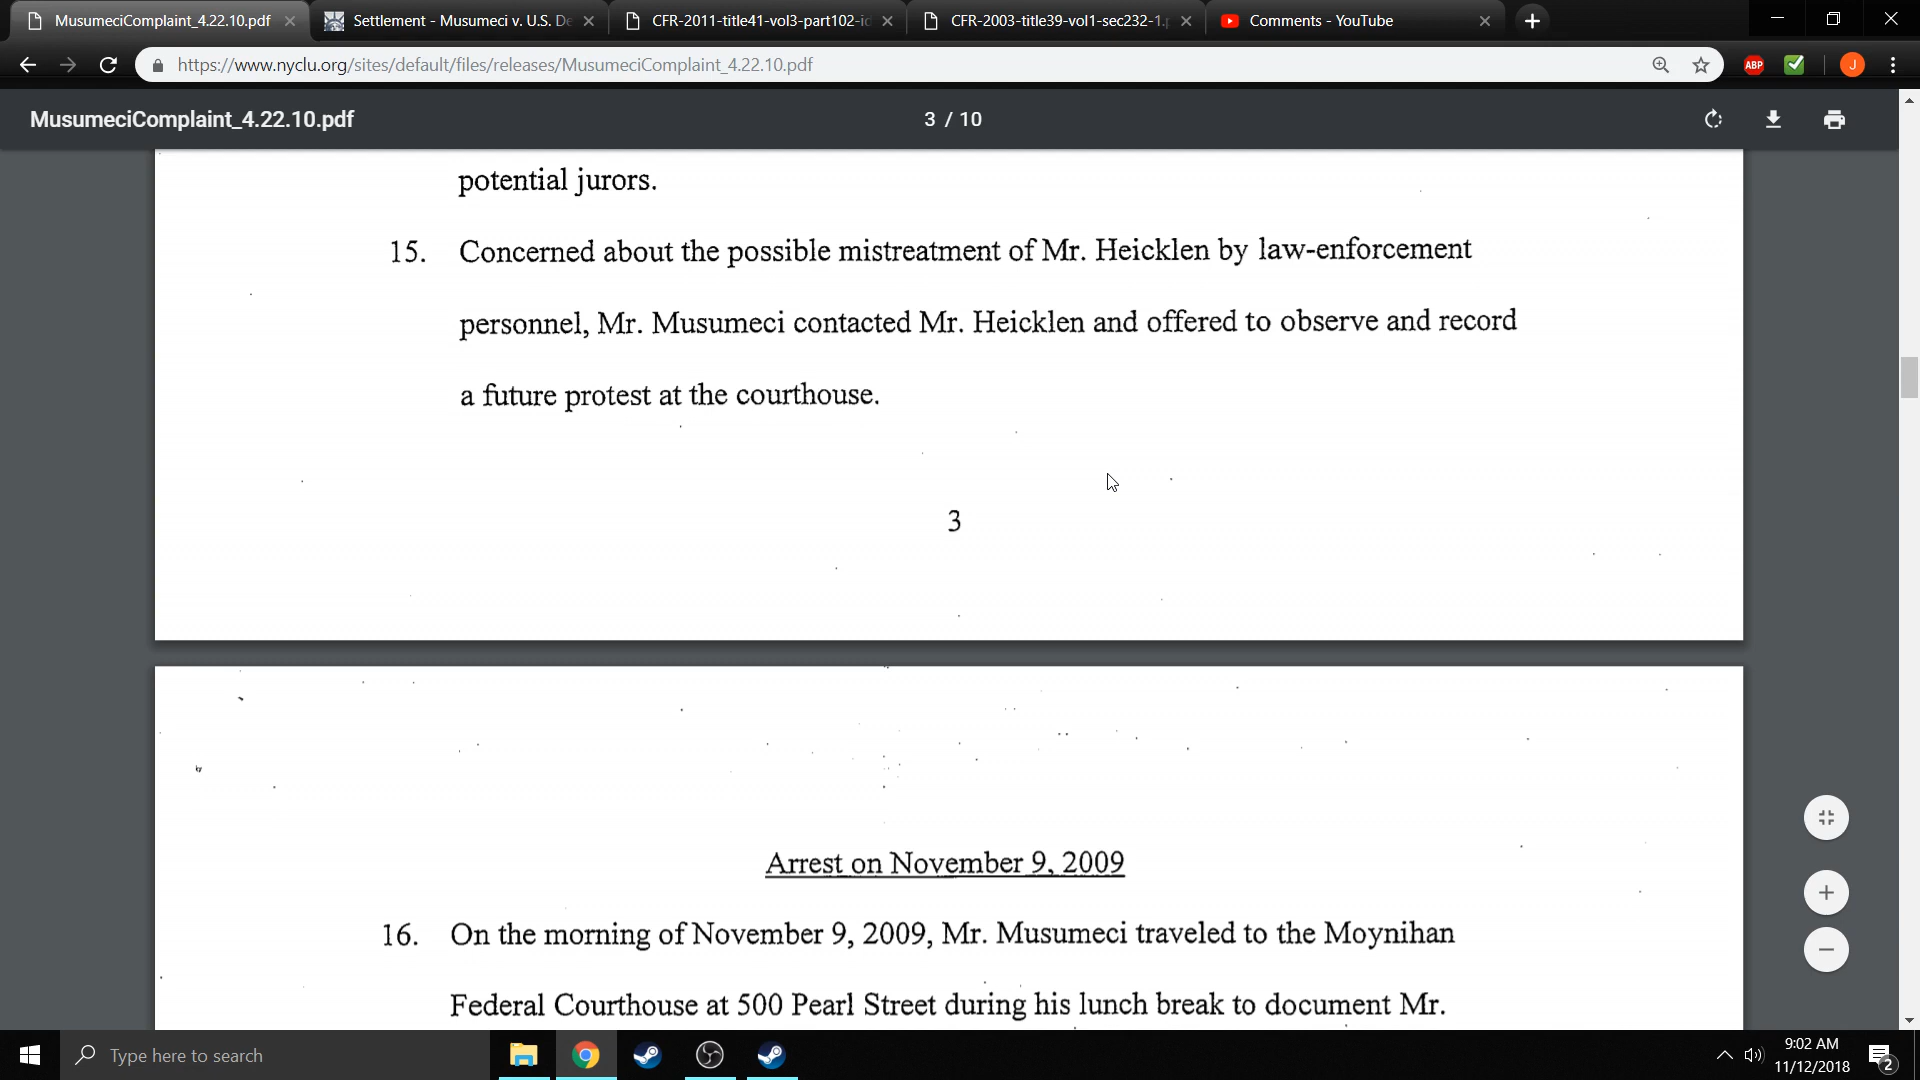 MusumeciComplaint_4.22.10.pdf
Settlement - Musumeci v. U.S. De
CFR-2011-title41-vol3-part102-id
CFR-2003-title39-vol1-sec232-1.p
Comments - YouTube
https://www.nyclu.org/sites/default/files/releases/MusumeciComplaint_4.22.10.pdf
ABP
J
MusumeciComplaint_4.22.10.pdf
3 / 10
potential jurors.
15. Concerned about the possible mistreatment of Mr. Heicklen by law-enforcement
personnel, Mr. Musumeci contacted Mr. Heicklen and offered to observe and record
a future protest at the courthouse.
3
Arrest on November 9, 2009
16. On the morning of November 9, 2009, Mr. Musumeci traveled to the Moynihan
Federal Courthouse at 500 Pearl Street during his lunch break to document Mr.
Type here to search
9:02 AM
11/12/2018
2